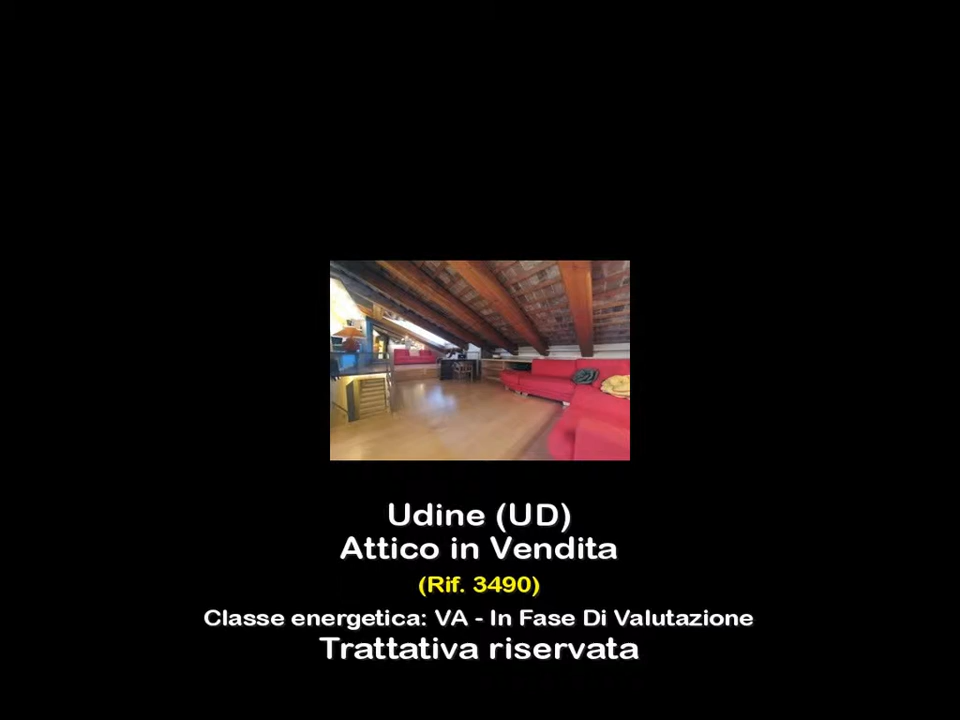 Udine (UD)
Attico in Vendita
(Rif. 3490)
Classe energetica: VA - In Fase Di Valutazione
Trattativa riservata